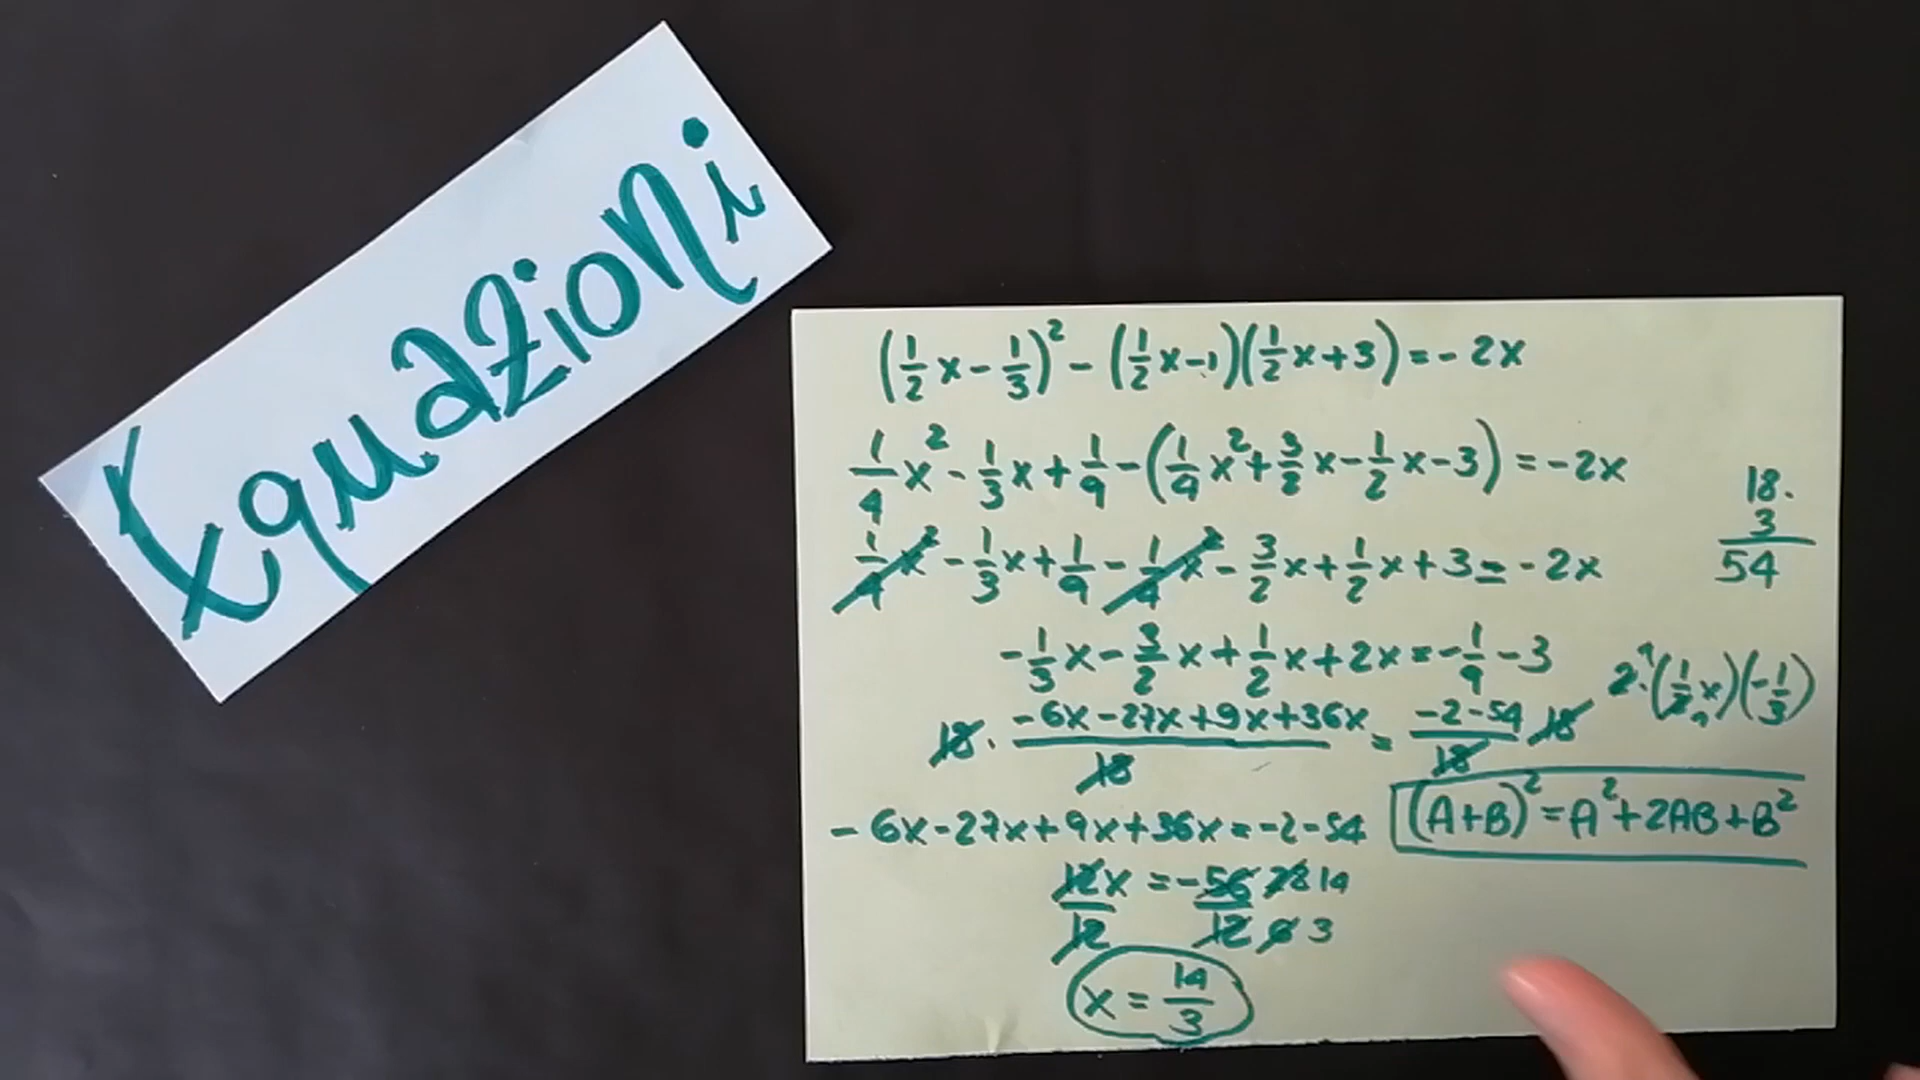 Equazioni
(1/2 x - 1/3)² - (1/2 x - 1)(1/2 x + 3) = - 2x
1/4 x² - 1/3 x + 1/9 - (1/4 x² + 3/2 x - 1/2 x - 3) = - 2x
1/4 x² - 1/3 x + 1/9 - 1/4 x² - 3/2 x + 1/2 x + 3 = - 2x
18.
3
54
- 1/3 x - 3/2 x + 1/2 x + 2x = - 1/9 - 3
2 · (1/2 x)(- 1/3)
18 · (-6x - 27x + 9x + 36x)/18 = (-2 - 54)/18 18
- 6x - 27x + 9x + 36x = -2 - 54
(A+B)² = A² + 2AB + B²
12x/12 = - 56/12 28/6 14/3
x = 14/3